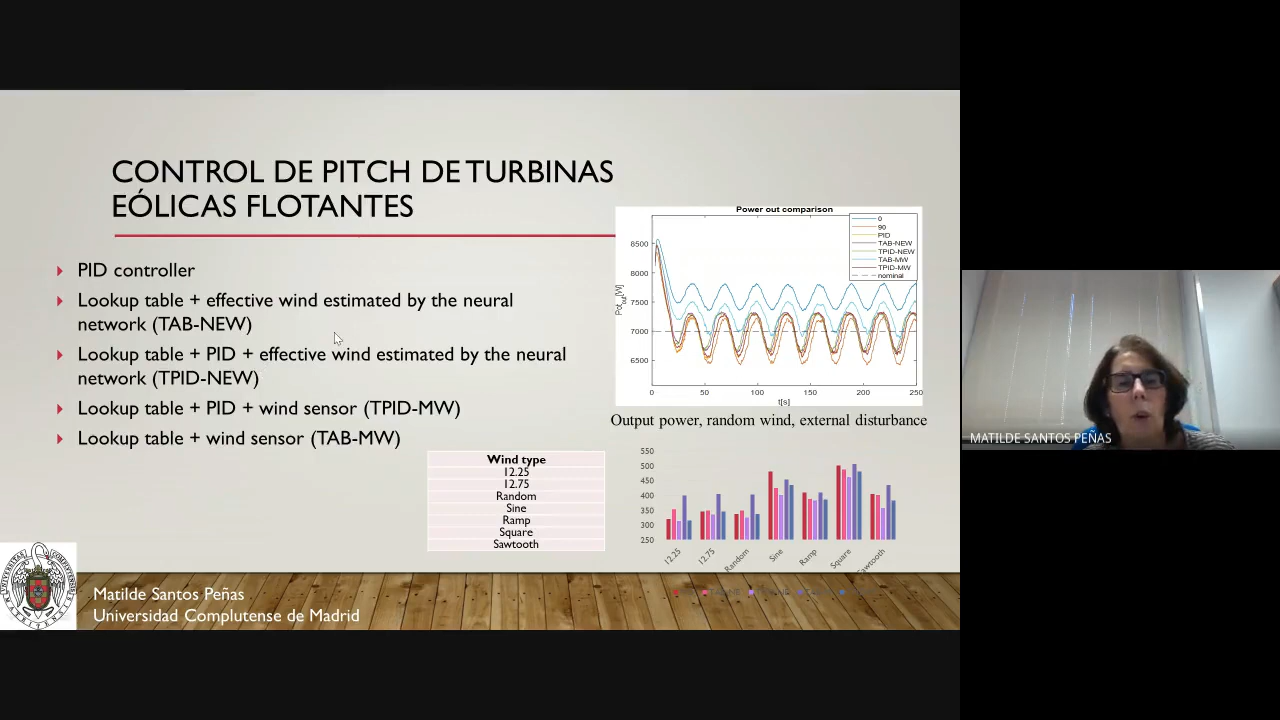 CONTROL DE PITCH DE TURBINAS
EÓLICAS FLOTANTES
PID controller
Lookup table + effective wind estimated by the neural
network (TAB-NEW)
Lookup table + PID + effective wind estimated by the neural
network (TPID-NEW)
Lookup table + PID + wind sensor (TPID-MW)
Lookup table + wind sensor (TAB-MW)
Power out comparison
0
90
PID
TAB-NEW
TPID-NEW
TAB-MW
TPID-MW
nominal
8500
8000
7500
7000
6500
Pot_out[W]
0 50 100 150 200 250
t[s]
Output power, random wind, external disturbance
Wind type
12.25
12.75
Random
Sine
Ramp
Square
Sawtooth
550
500
450
400
350
300
250
12.25 12.75 Random Sine Ramp Square Sawtooth
Matilde Santos Peñas
Universidad Complutense de Madrid
MATILDE SANTOS PEÑAS